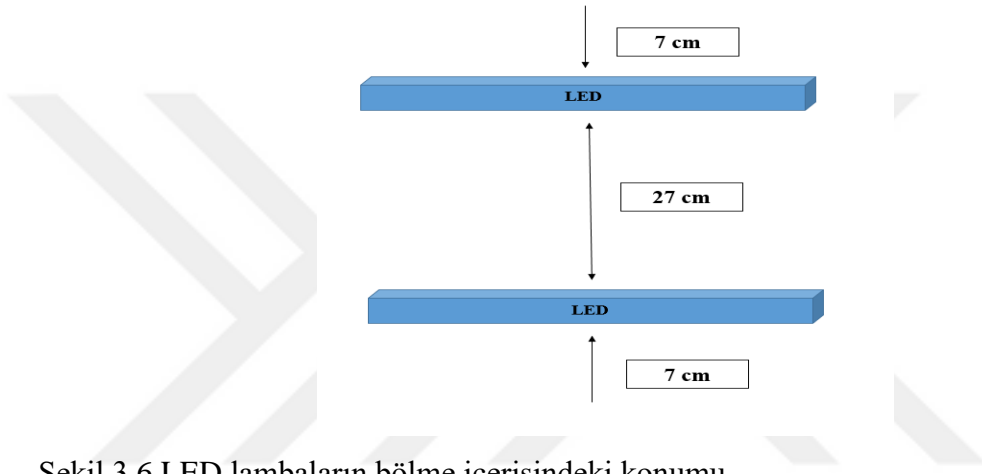 7 cm
LED
27 cm
LED
7 cm
Şekil 3.6 LED lambaların bölme içerisindeki konumu